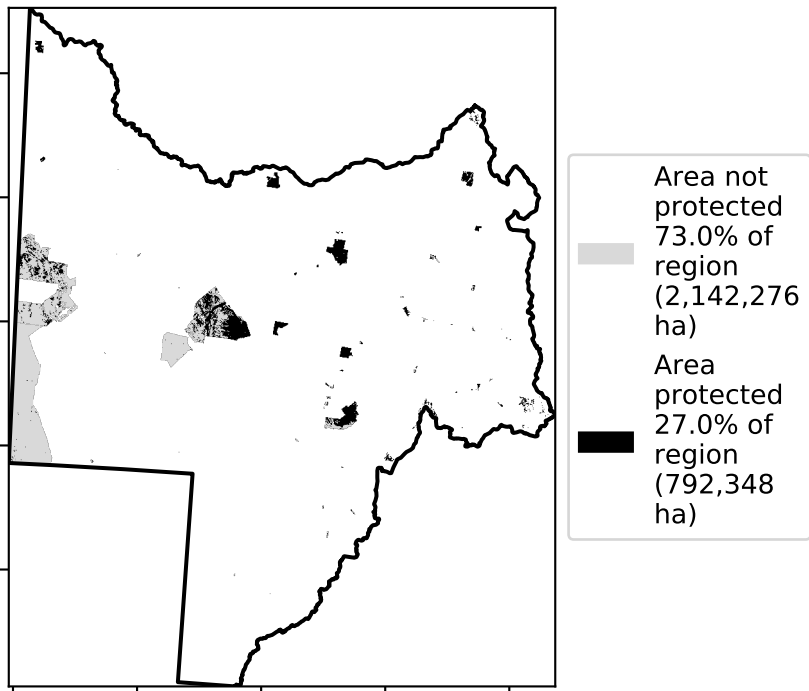 Area not
protected
73.0% of
region
(2,142,276
ha)
Area
protected
27.0% of
region
(792,348
ha)